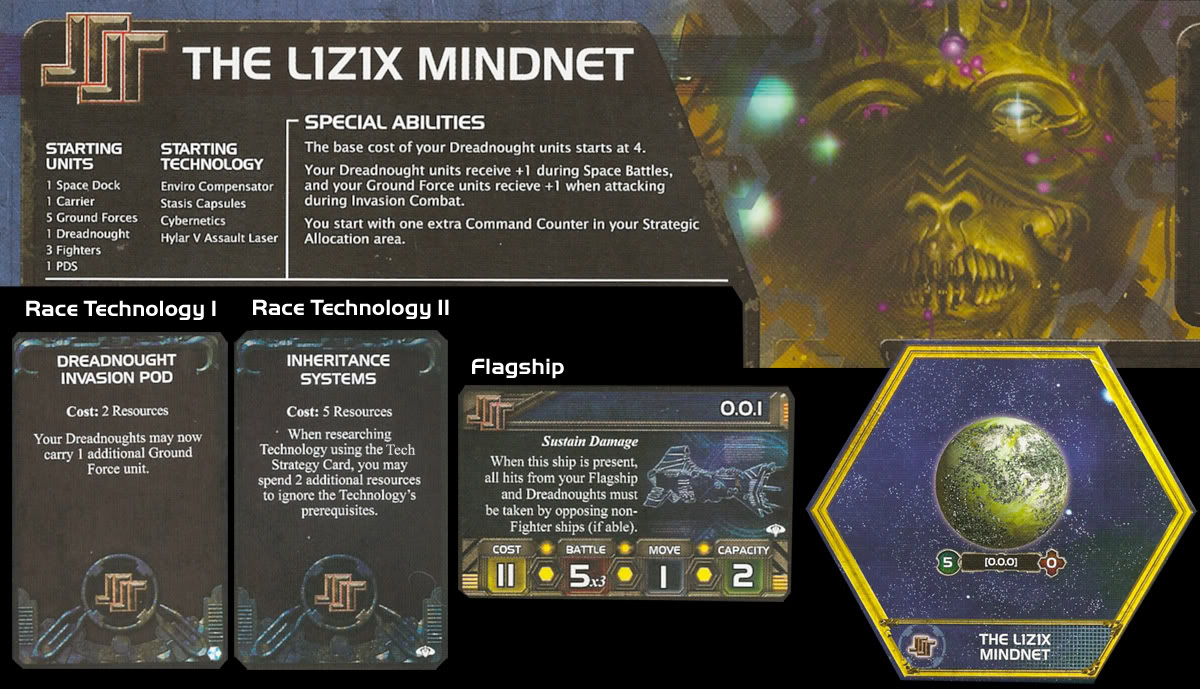 THE L1Z1X MINDNET
SPECIAL ABILITIES
The base cost of your Dreadnought units starts at 4.
Your Dreadnought units receive +1 during Space Battles,
and your Ground Force units recieve +1 when attacking
during Invasion Combat.
You start with one extra Command Counter in your Strategic
Allocation area.
STARTING
UNITS
1 Space Dock
1 Carrier
5 Ground Forces
1 Dreadnought
3 Fighters
1 PDS
STARTING
TECHNOLOGY
Enviro Compensator
Stasis Capsules
Cybernetics
Hylar V Assault Laser
Race Technology I
DREADNOUGHT
INVASION POD
Cost: 2 Resources
Your Dreadnoughts may now
carry 1 additional Ground
Force unit.
Race Technology II
INHERITANCE
SYSTEMS
Cost: 5 Resources
When researching
Technology using the Tech
Strategy Card, you may
spend 2 additional resources
to ignore the Technology's
prerequisites.
Flagship
0.0.1
Sustain Damage
When this ship is present,
all hits from your Flagship
and Dreadnoughts must
be taken by opposing non-
Fighter ships (if able).
COST BATTLE MOVE CAPACITY
11 5x3 1 2
5 [0.0.0] 0
THE L1Z1X
MINDNET